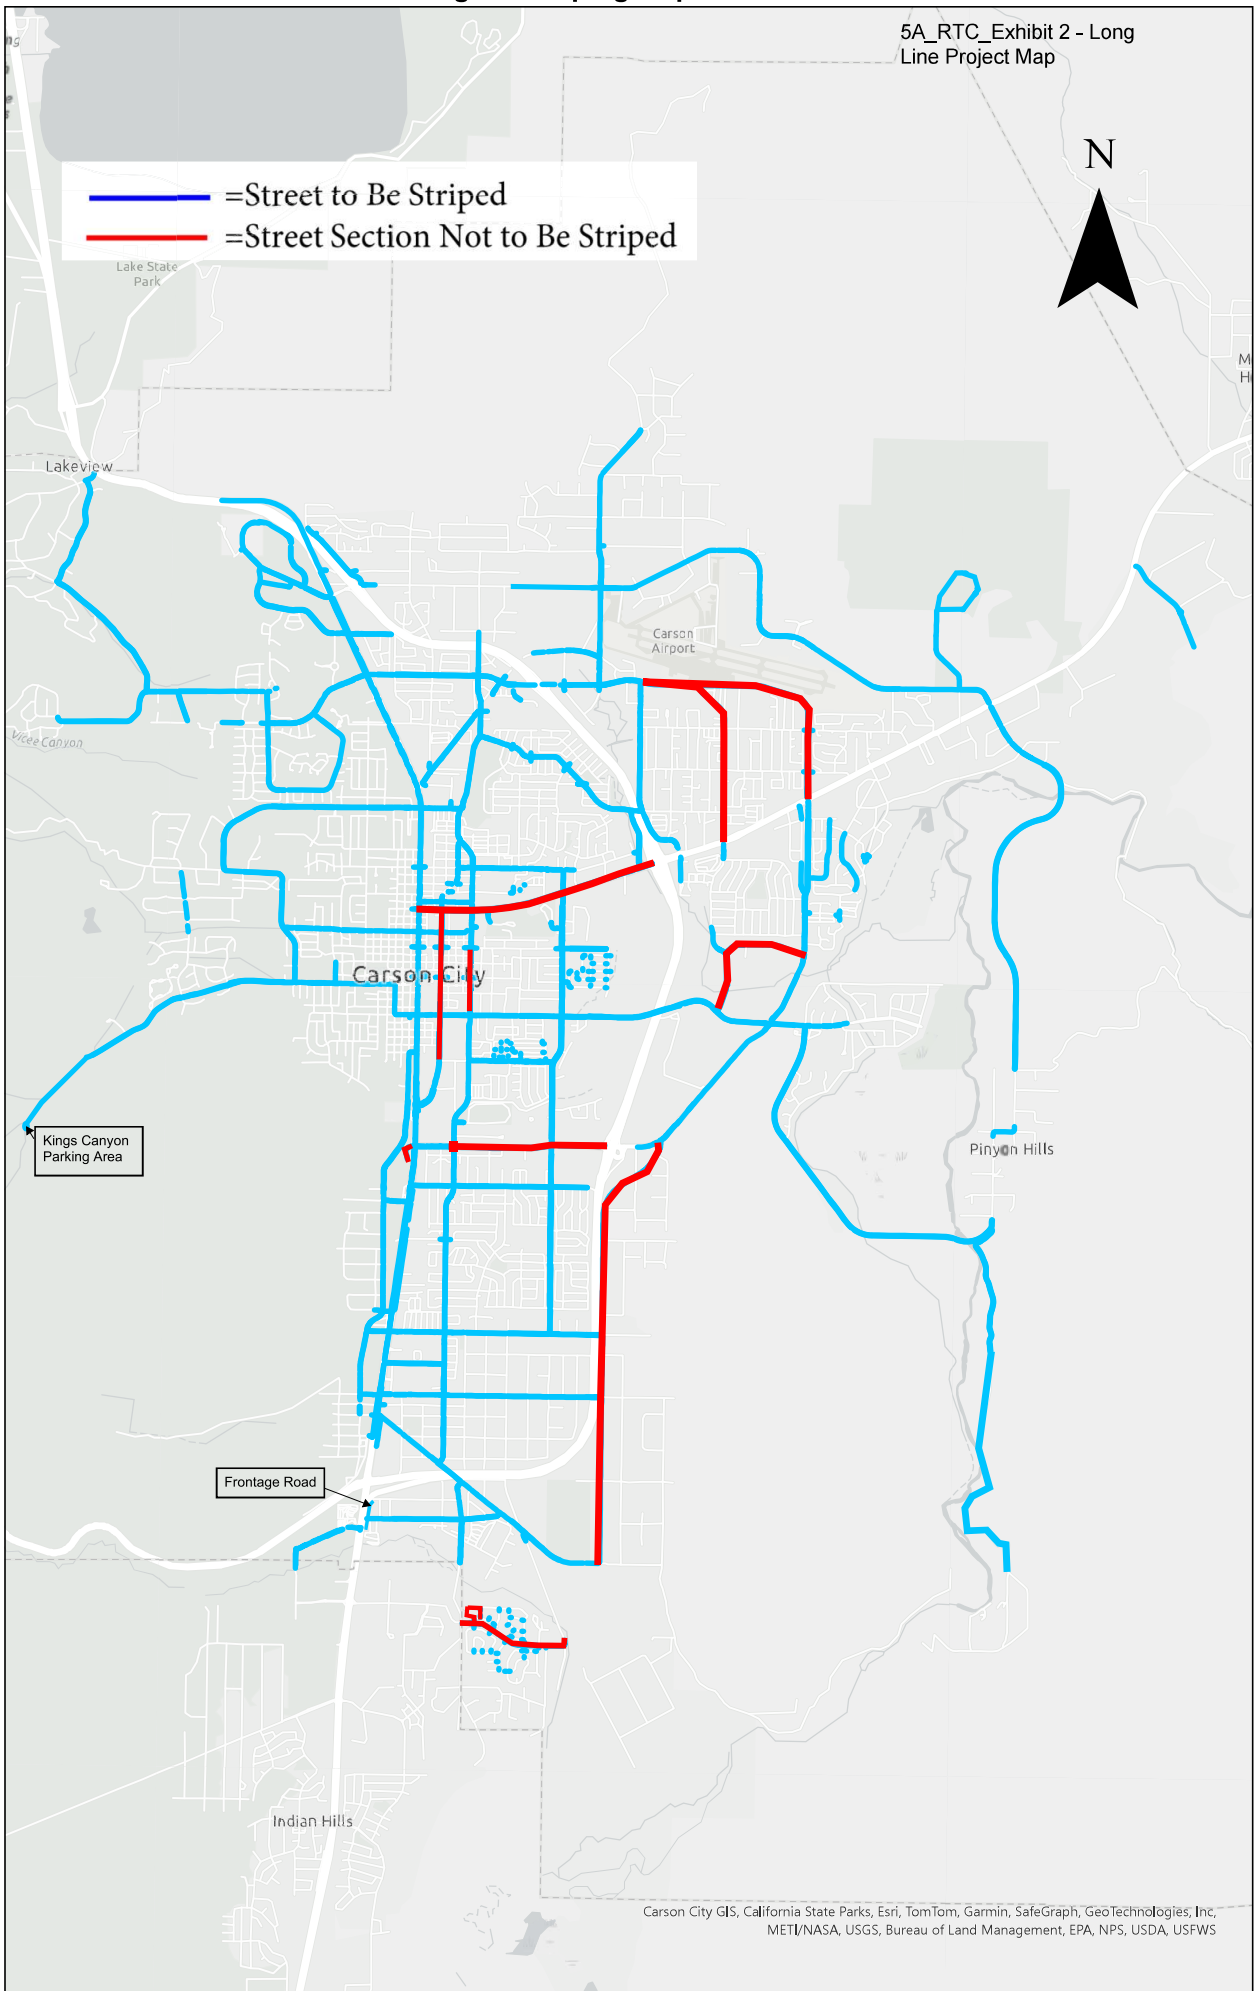 5A_RTC_Exhibit 2 - Long
Line Project Map
N
=Street to Be Striped
=Street Section Not to Be Striped
Lake State
Park
Lakeview
Carson
Airport
Vicee Canyon
Carson City
Kings Canyon
Parking Area
Pinyon Hills
Frontage Road
Indian Hills
Carson City GIS, California State Parks, Esri, TomTom, Garmin, SafeGraph, GeoTechnologies, Inc,
METI/NASA, USGS, Bureau of Land Management, EPA, NPS, USDA, USFWS